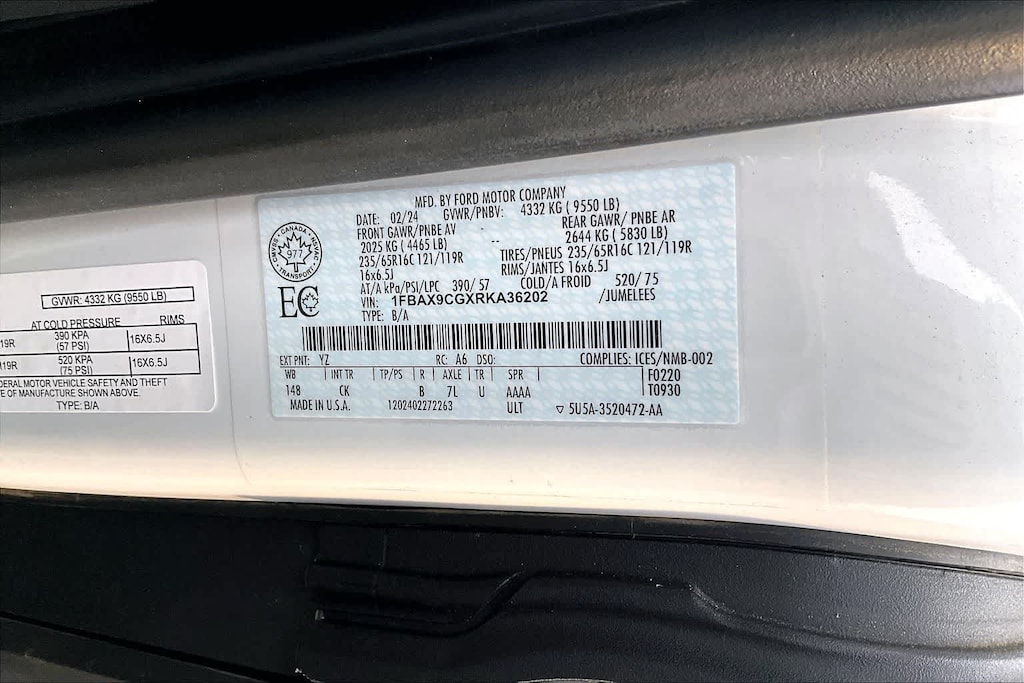 GVWR: 4332 KG (9550 LB)
AT COLD PRESSURE RIMS
19R 390 KPA (57 PSI) 16X6.5J
19R 520 KPA (75 PSI) 16X6.5J
DERAL MOTOR VEHICLE SAFETY AND THEFT
E OF MANUFACTURE SHOWN ABOVE.
TYPE: B/A
MFD. BY FORD MOTOR COMPANY
DATE: 02/24 GVWR/PNBV: 4332 KG ( 9550 LB)
FRONT GAWR/PNBE AV REAR GAWR/ PNBE AR
2025 KG ( 4465 LB) -- 2644 KG ( 5830 LB)
235/65R16C 121/119R TIRES/PNEUS 235/65R16C 121/119R
16x6.5J RIMS/JANTES 16x6.5J
AT/A kPa/PSI/LPC 390/ 57 COLD/A FROID 520/ 75
VIN: 1FBAX9CGXRKA36202 /JUMELEES
TYPE: B/A
CANADA
CMVSS NSVAC
977
TRANSPORT
EC
EXT PNT: YZ RC: A6 DSO: COMPLIES: ICES/NMB-002
WB INT TR TP/PS R AXLE TR SPR F0220
148 CK B 7L U AAAA T0930
MADE IN U.S.A. 1202402272263 ULT ▽ 5U5A-3520472-AA